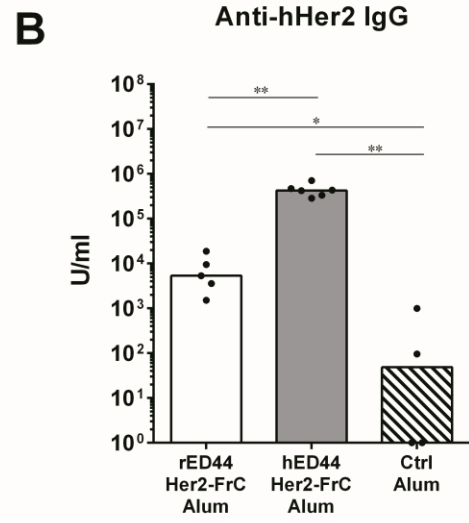 B
Anti-hHer2 IgG
**
*
**
U/ml
10⁸
10⁷
10⁶
10⁵
10⁴
10³
10²
10¹
10⁰
rED44 Her2-FrC Alum
hED44 Her2-FrC Alum
Ctrl Alum